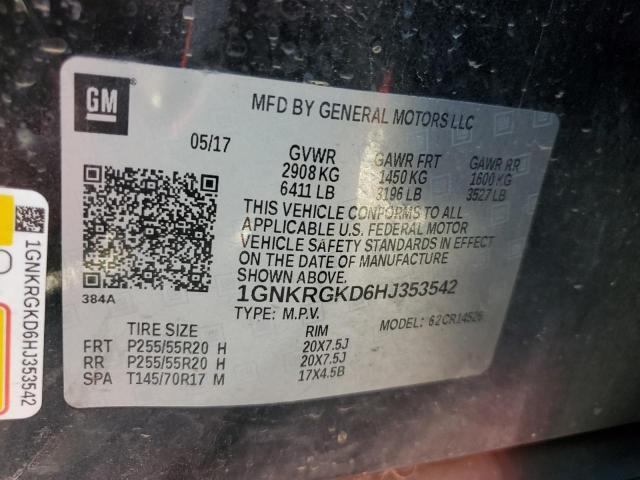 GM
MFD BY GENERAL MOTORS LLC
05/17
GVWR GAWR FRT GAWR RR
2908 KG 1450 KG 1600 KG
6411 LB 3196 LB 3527 LB
THIS VEHICLE CONFORMS TO ALL
APPLICABLE U.S. FEDERAL MOTOR
VEHICLE SAFETY STANDARDS IN EFFECT
ON THE DATE OF MANUFACTURE
SHOWN ABOVE.
384A
1GNKRGKD6HJ353542
TYPE: M.P.V. MODEL: 62CR14526
TIRE SIZE RIM
FRT P255/55R20 H 20X7.5J
RR P255/55R20 H 20X7.5J
SPA T145/70R17 M 17X4.5B
1GNKRGKD6HJ353542